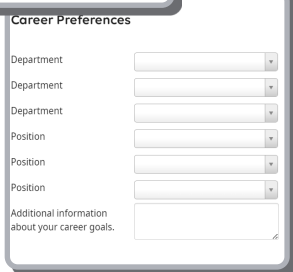 Career Preferences
Department
Department
Department
Position
Position
Position
Additional information
about your career goals.